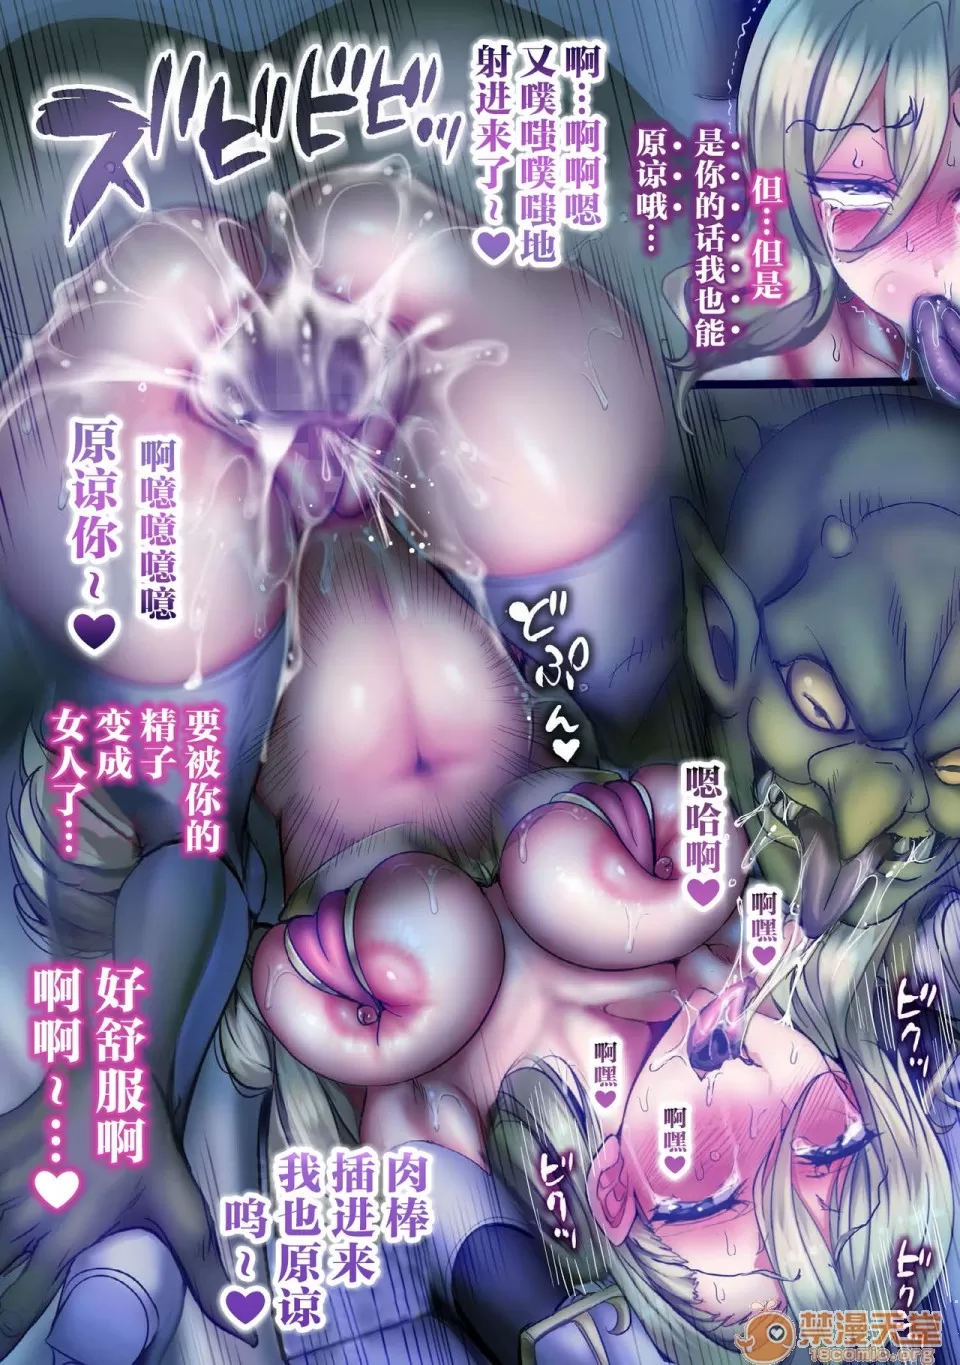 但…但是
是你的话我也能
原谅哦…
啊…啊啊嗯
又噗嗤噗嗤地
射进来了~♥
ズビビビビッ
啊噫噫噫噫
原谅你~♥
どぷん♥
要被你的
精子
变成
女人了…
嗯哈啊♥
啊嘿♥
好舒服啊
啊啊~…♥
啊嘿♥
啊嘿♥
ビクッ
ビクッ
ビクッ
肉棒
插进来
我也原谅
呜~♥
禁漫天堂
18comic.org